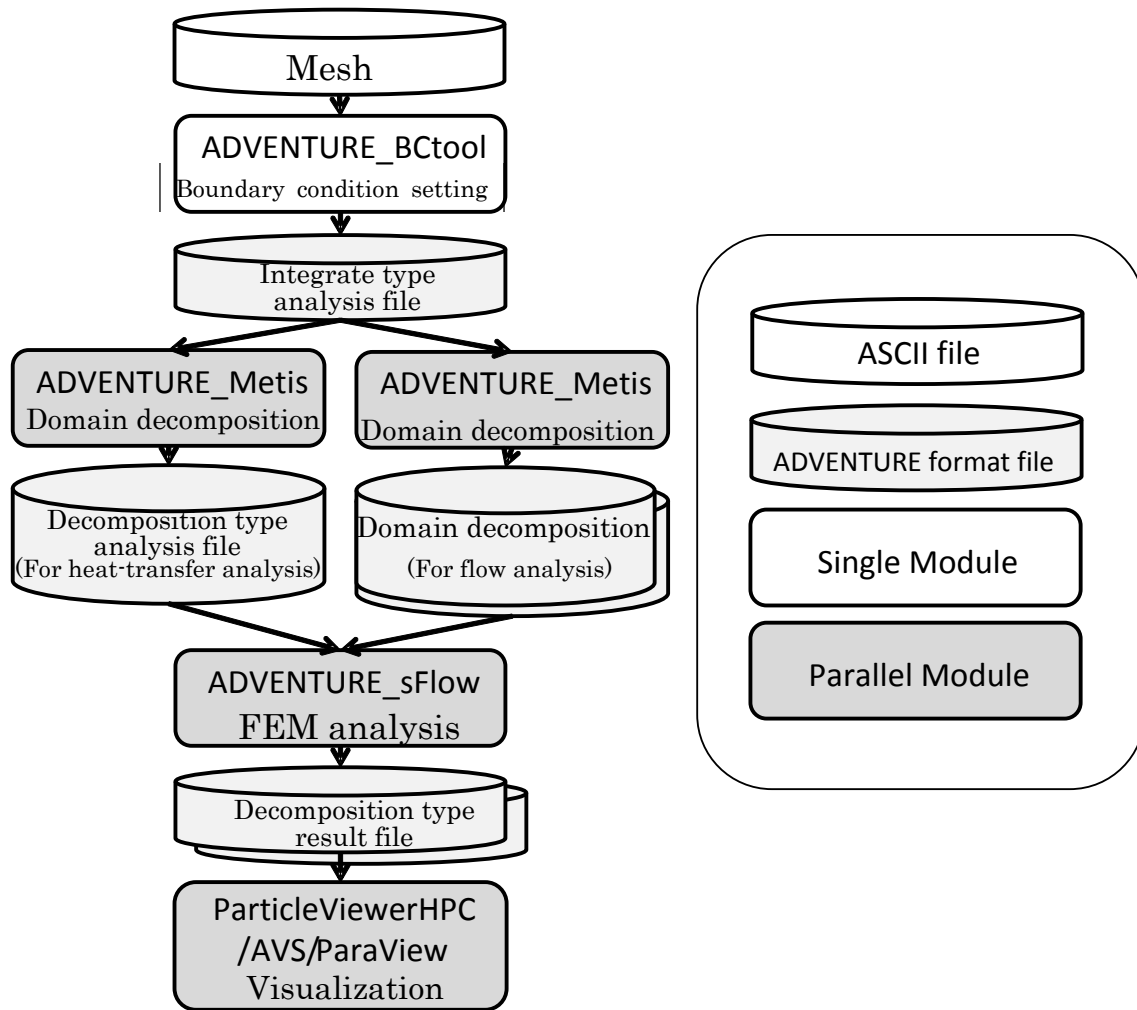 Mesh
ADVENTURE_BCtool
Boundary condition setting
Integrate type
analysis file
ADVENTURE_Metis
Domain decomposition
ADVENTURE_Metis
Domain decomposition
Decomposition type
analysis file
(For heat-transfer analysis)
Domain decomposition
(For flow analysis)
ADVENTURE_sFlow
FEM analysis
Decomposition type
result file
ParticleViewerHPC
/AVS/ParaView
Visualization
ASCII file
ADVENTURE format file
Single Module
Parallel Module